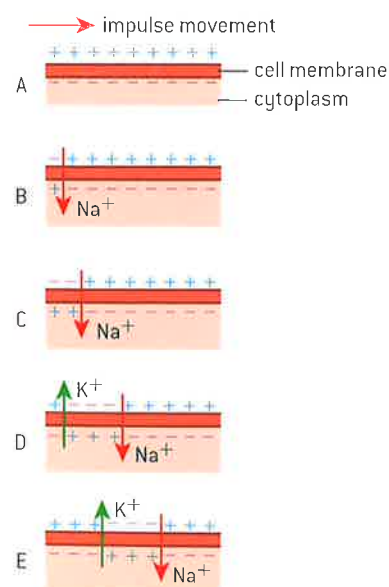 impulse movement
+ + + + + + + + +
cell membrane
A
– – – – – – – – –
cytoplasm
– + + + + + + + +
B
+ – – – – – – – –
Na⁺
– – + + + + + + +
C
+ + – – – – – – –
Na⁺
K⁺
+ – – – + + + + +
D
– + + + – – – – –
Na⁺
K⁺
+ + + – – – + + +
E
– – – + + + – – –
Na⁺